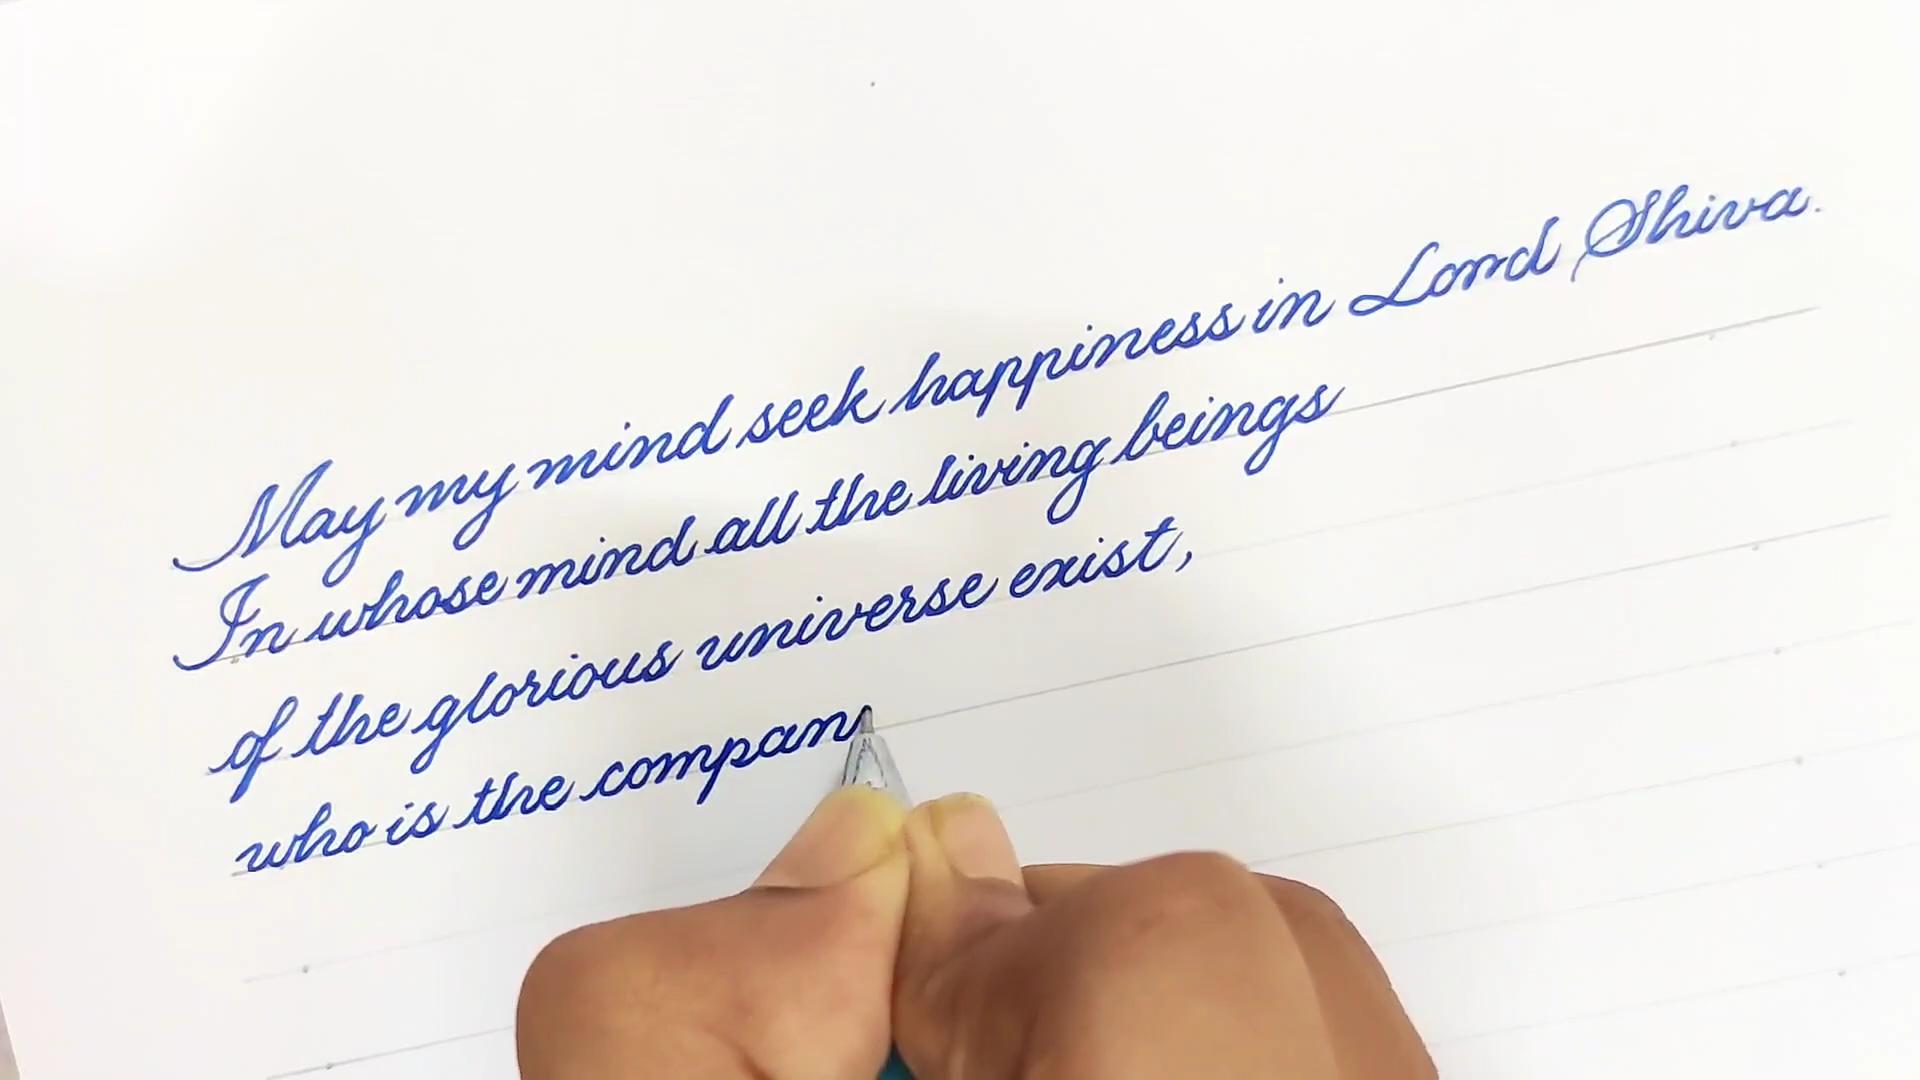 May my mind seek happiness in Lord Shiva.
In whose mind all the living beings
of the glorious universe exist,
who is the compan